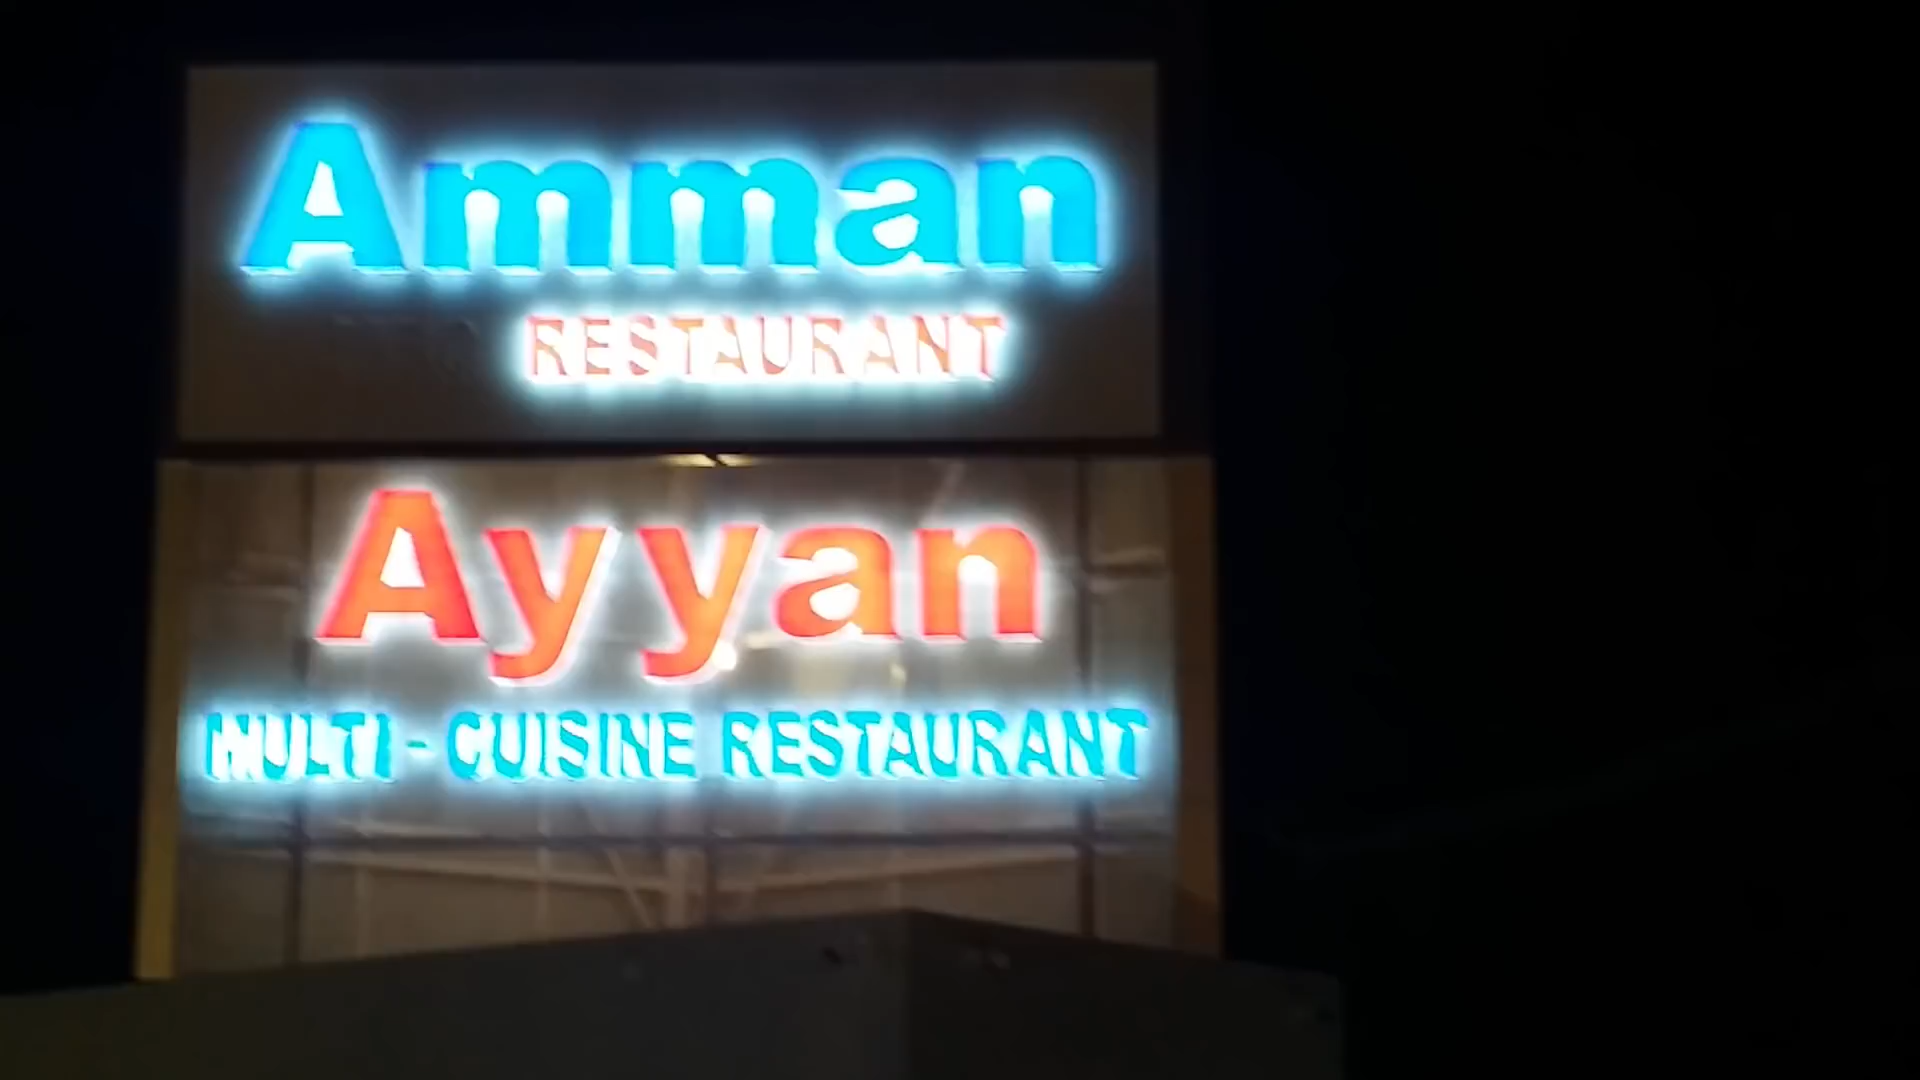 Amman
RESTAURANT
Ayyan
MULTI - CUISINE RESTAURANT